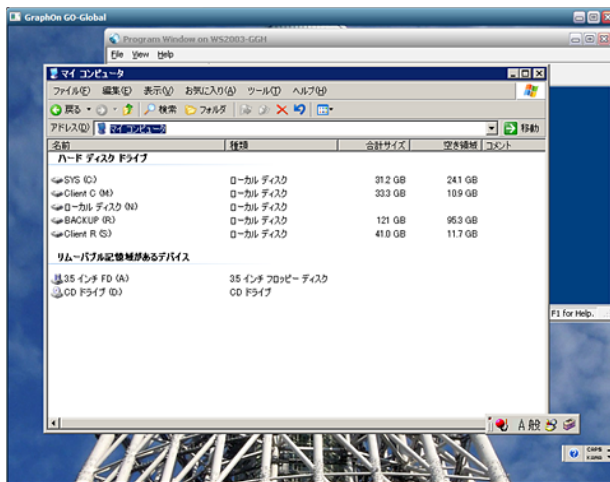 GraphOn GO-Global
Program Window on WS2003-GGH
File View Help
マイ コンピュータ
ファイル(F) 編集(E) 表示(V) お気に入り(A) ツール(T) ヘルプ(H)
戻る 検索 フォルダ
アドレス(D) マイ コンピュータ 移動
名前 種類 合計サイズ 空き領域 コメント
ハード ディスク ドライブ
SYS (C:) ローカル ディスク 31.2 GB 24.1 GB
Client C (M:) ローカル ディスク 33.3 GB 10.9 GB
ローカル ディスク (N:) ローカル ディスク
BACKUP (R:) ローカル ディスク 121 GB 95.3 GB
Client R (S:) ローカル ディスク 41.0 GB 11.7 GB
リムーバブル記憶域があるデバイス
3.5 インチ FD (A:) 3.5 インチ フロッピー ディスク
CD ドライブ (D:) CD ドライブ
F1 for Help.
A 般
CAPS
KANA